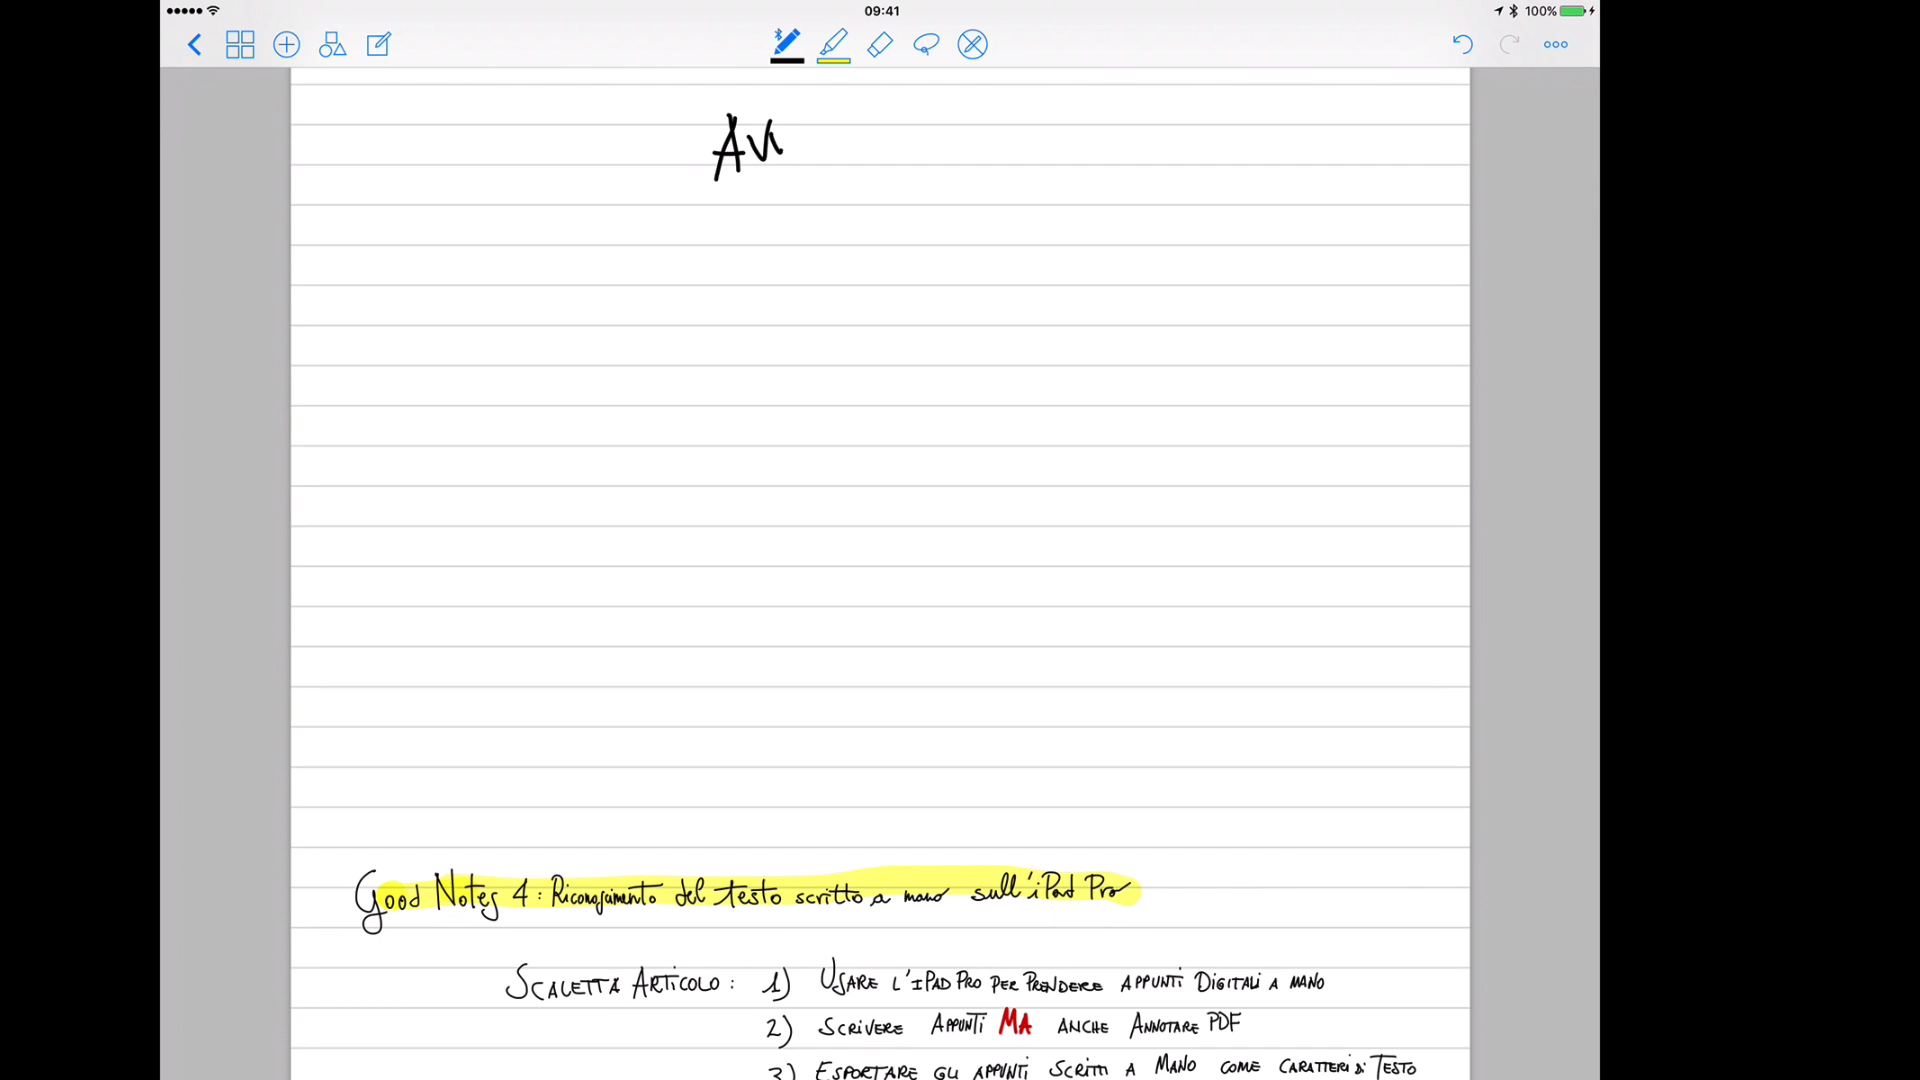 09:41
100%
Av
Good Notes 4: Riconoscimento del testo scritto a mano sull'iPad Pro
SCALETTA ARTICOLO: 1) USARE L'IPAD PRO PER PRENDERE APPUNTI DIGITALI A MANO
2) SCRIVERE APPUNTI MA ANCHE ANNOTARE PDF
3) ESPORTARE GLI APPUNTI SCRITTI A MANO COME CARATTERI DI TESTO